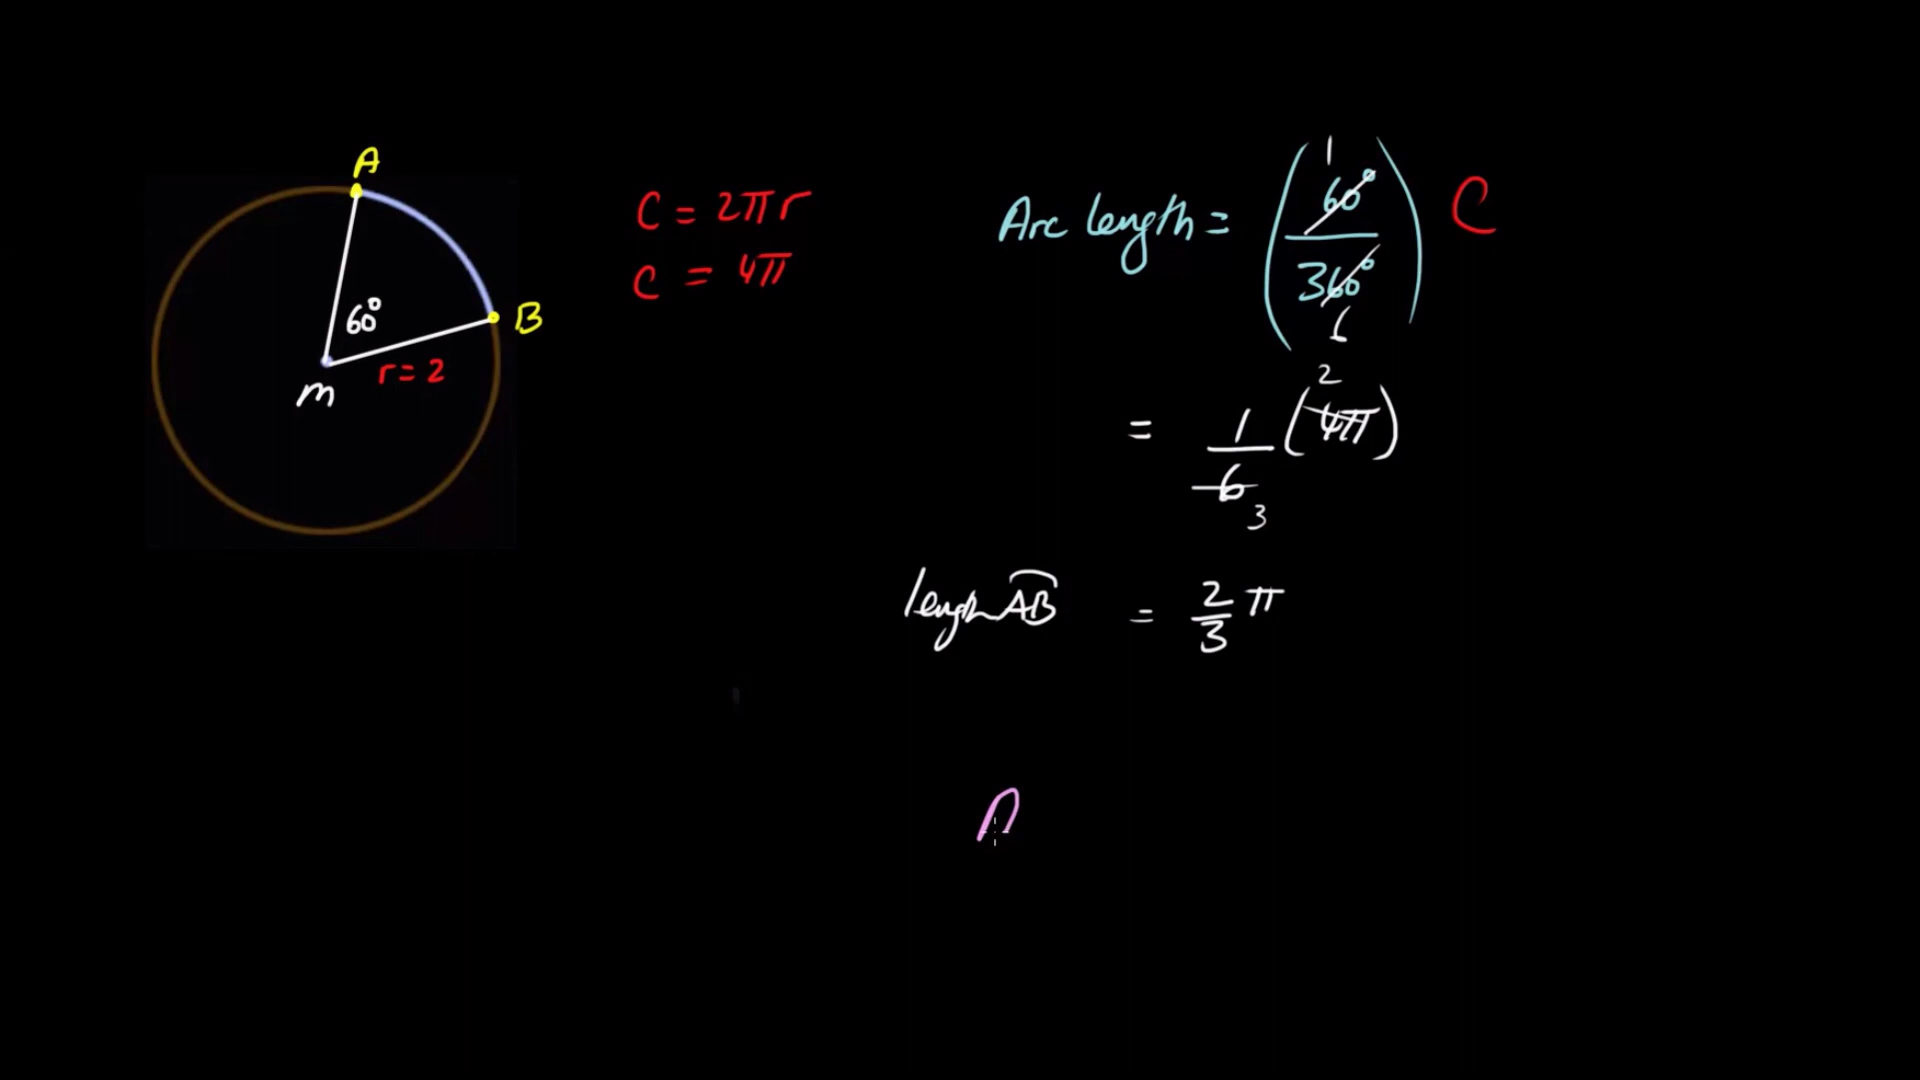 A
60°
B
r = 2
m
C = 2πr
C = 4π
Arc length = (60°/360°) C
1
6
= 1/6 (4π)
2
3
length AB = 2/3 π